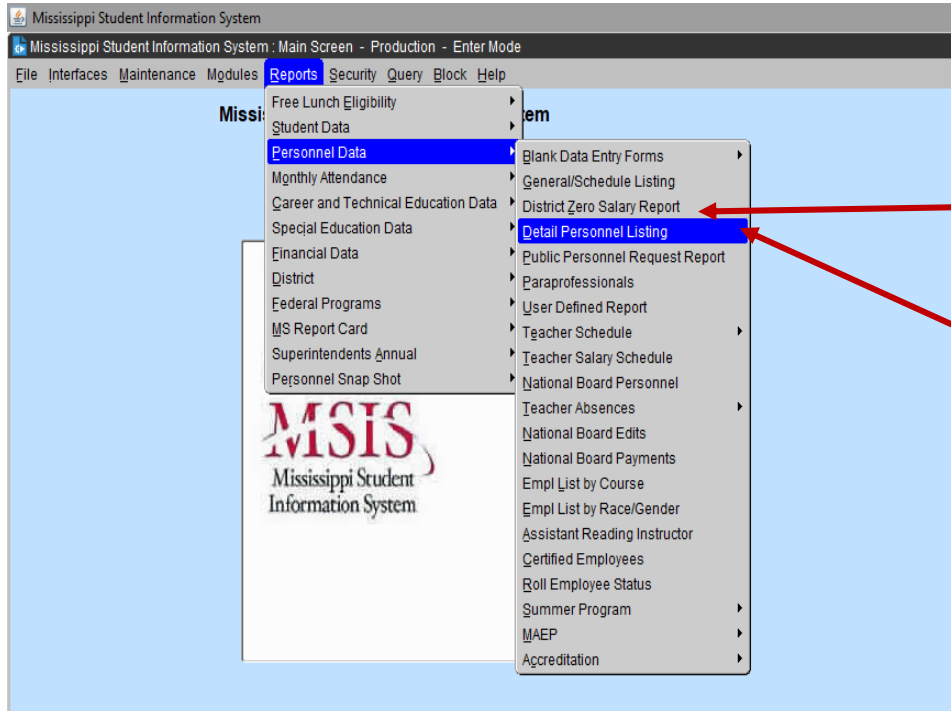 Mississippi Student Information System
Mississippi Student Information System : Main Screen - Production - Enter Mode
File Interfaces Maintenance Modules Reports Security Query Block Help
Missis
tem
Free Lunch Eligibility
Student Data
Personnel Data
Monthly Attendance
Career and Technical Education Data
Special Education Data
Financial Data
District
Federal Programs
MS Report Card
Superintendents Annual
Personnel Snap Shot
Blank Data Entry Forms
General/Schedule Listing
District Zero Salary Report
Detail Personnel Listing
Public Personnel Request Report
Paraprofessionals
User Defined Report
Teacher Schedule
Teacher Salary Schedule
National Board Personnel
Teacher Absences
National Board Edits
National Board Payments
Empl List by Course
Empl List by Race/Gender
Assistant Reading Instructor
Certified Employees
Roll Employee Status
Summer Program
MAEP
Accreditation
MSIS
Mississippi Student
Information System